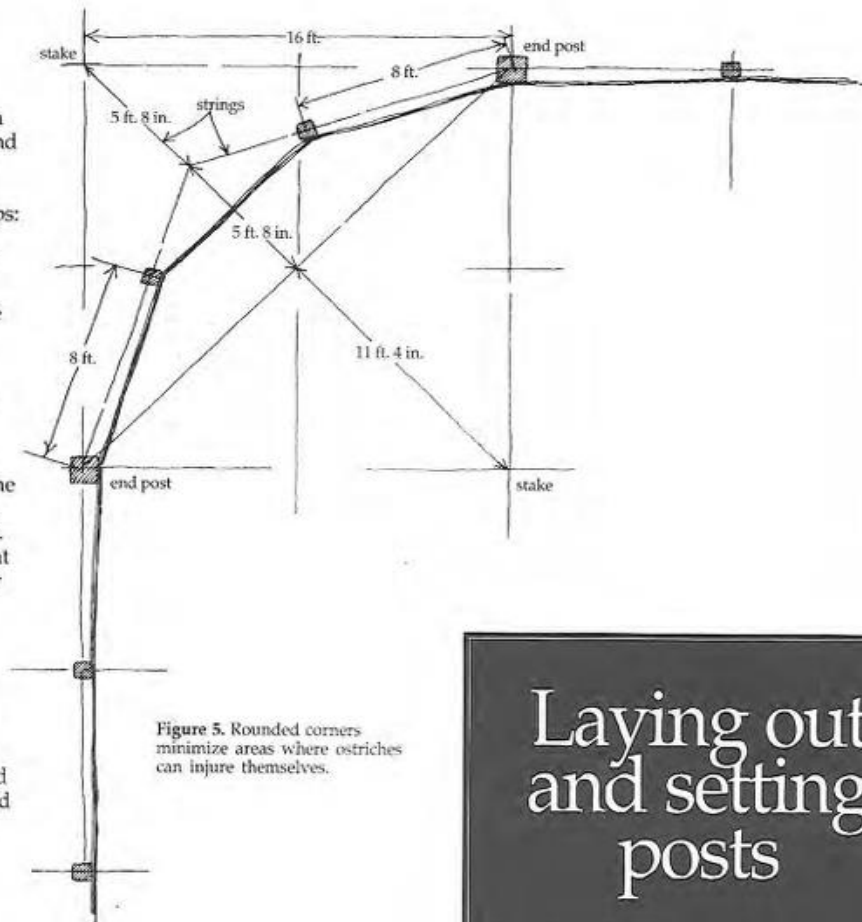 16 ft.
stake
end post
8 ft.
strings
5 ft. 8 in.
5 ft. 8 in.
8 ft.
11 ft. 4 in.
end post
stake
Figure 5. Rounded corners
minimize areas where ostriches
can injure themselves.
Laying out
and setting
posts